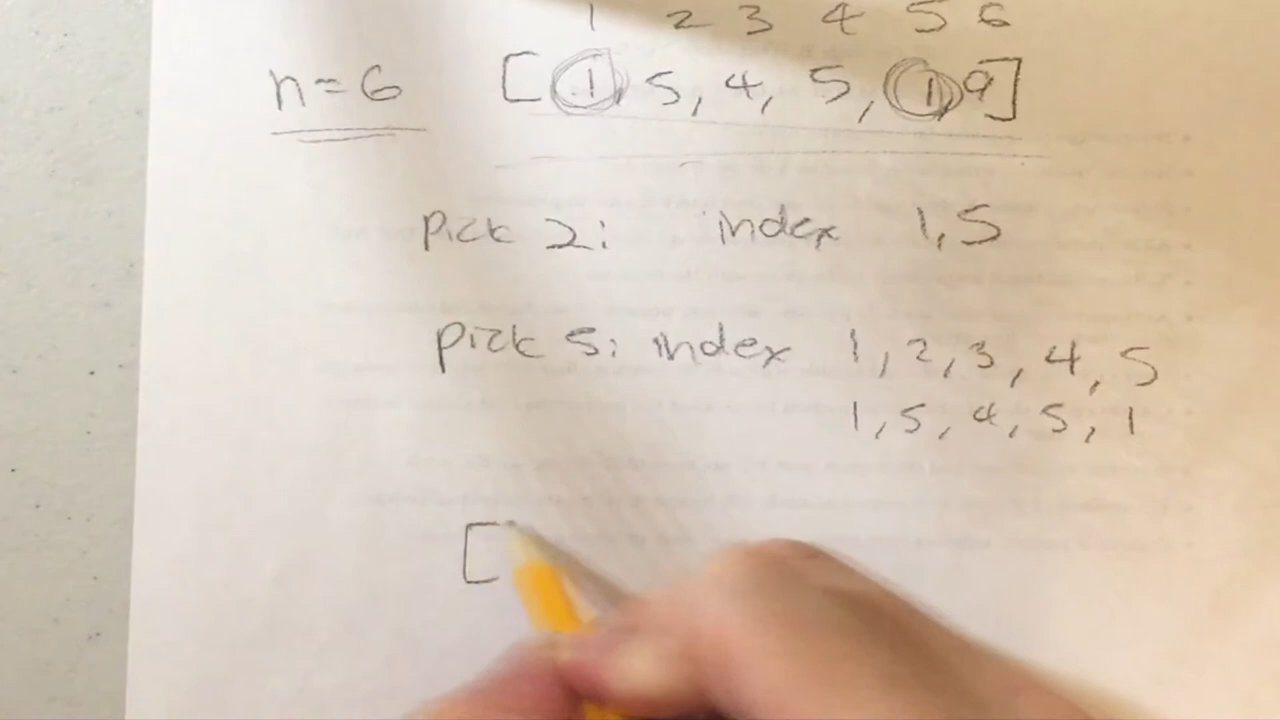 1 2 3 4 5 6
n=6 [1, 5, 4, 5, 1, 9]
pick 2: index 1,5
pick 5: index 1, 2, 3, 4, 5
1, 5, 4, 5, 1
[